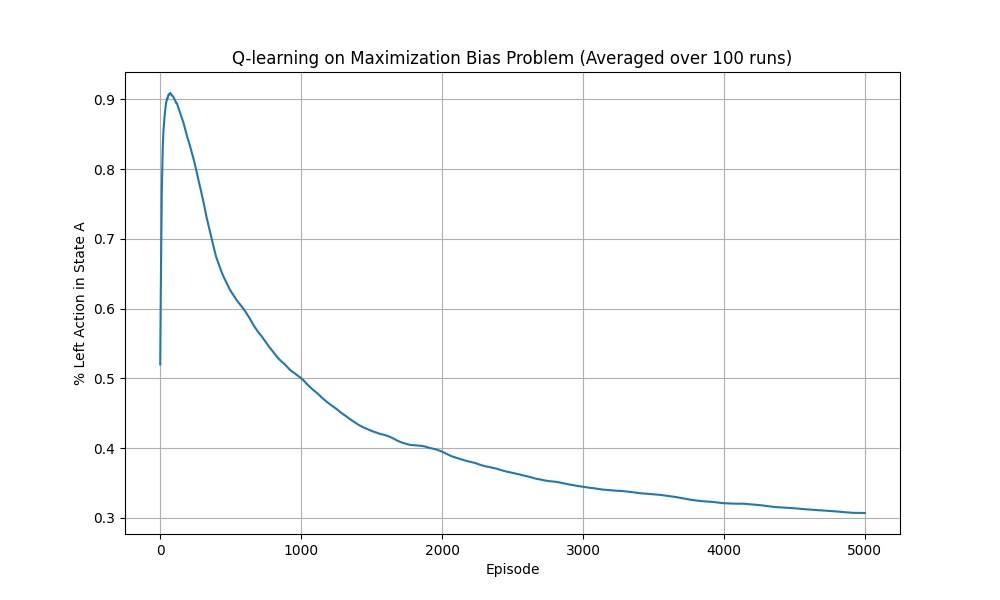 Q-learning on Maximization Bias Problem (Averaged over 100 runs)
% Left Action in State A
0.9
0.8
0.7
0.6
0.5
0.4
0.3
0 1000 2000 3000 4000 5000
Episode